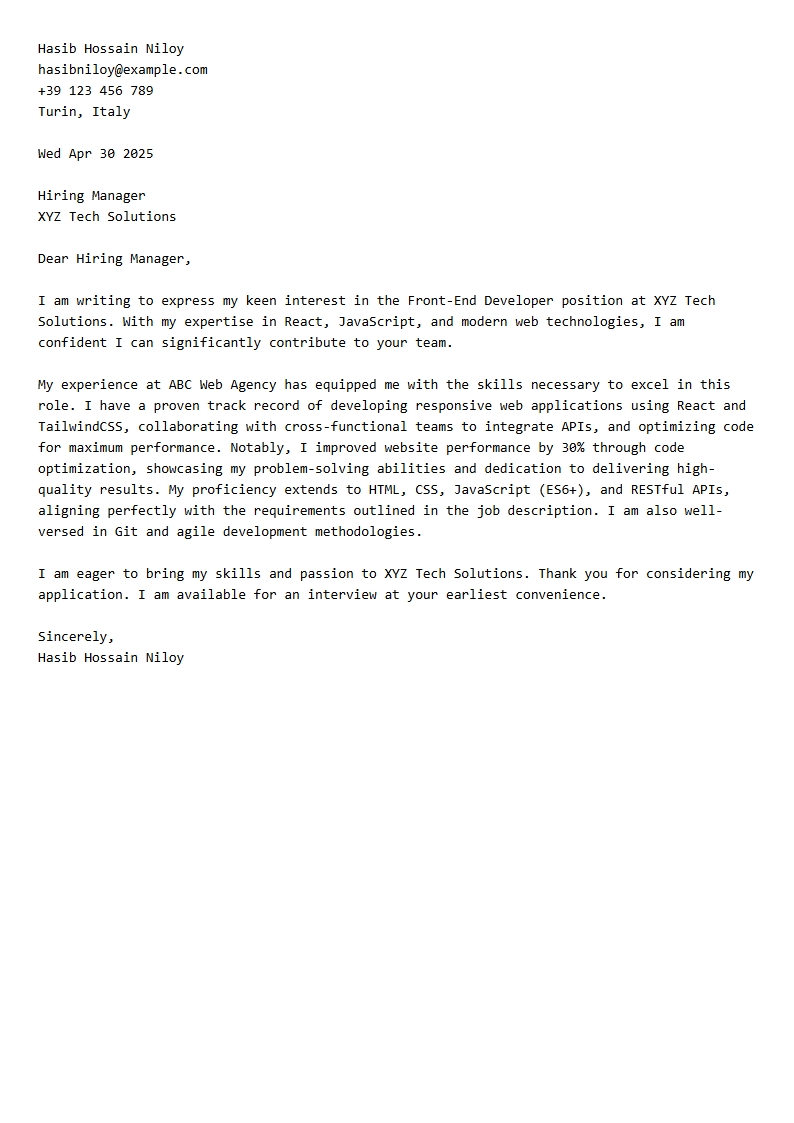 Hasib Hossain Niloy
hasibniloy@example.com
+39 123 456 789
Turin, Italy
Wed Apr 30 2025
Hiring Manager
XYZ Tech Solutions
Dear Hiring Manager,
I am writing to express my keen interest in the Front-End Developer position at XYZ Tech
Solutions. With my expertise in React, JavaScript, and modern web technologies, I am
confident I can significantly contribute to your team.
My experience at ABC Web Agency has equipped me with the skills necessary to excel in this
role. I have a proven track record of developing responsive web applications using React and
TailwindCSS, collaborating with cross-functional teams to integrate APIs, and optimizing code
for maximum performance. Notably, I improved website performance by 30% through code
optimization, showcasing my problem-solving abilities and dedication to delivering high-
quality results. My proficiency extends to HTML, CSS, JavaScript (ES6+), and RESTful APIs,
aligning perfectly with the requirements outlined in the job description. I am also well-
versed in Git and agile development methodologies.
I am eager to bring my skills and passion to XYZ Tech Solutions. Thank you for considering my
application. I am available for an interview at your earliest convenience.
Sincerely,
Hasib Hossain Niloy